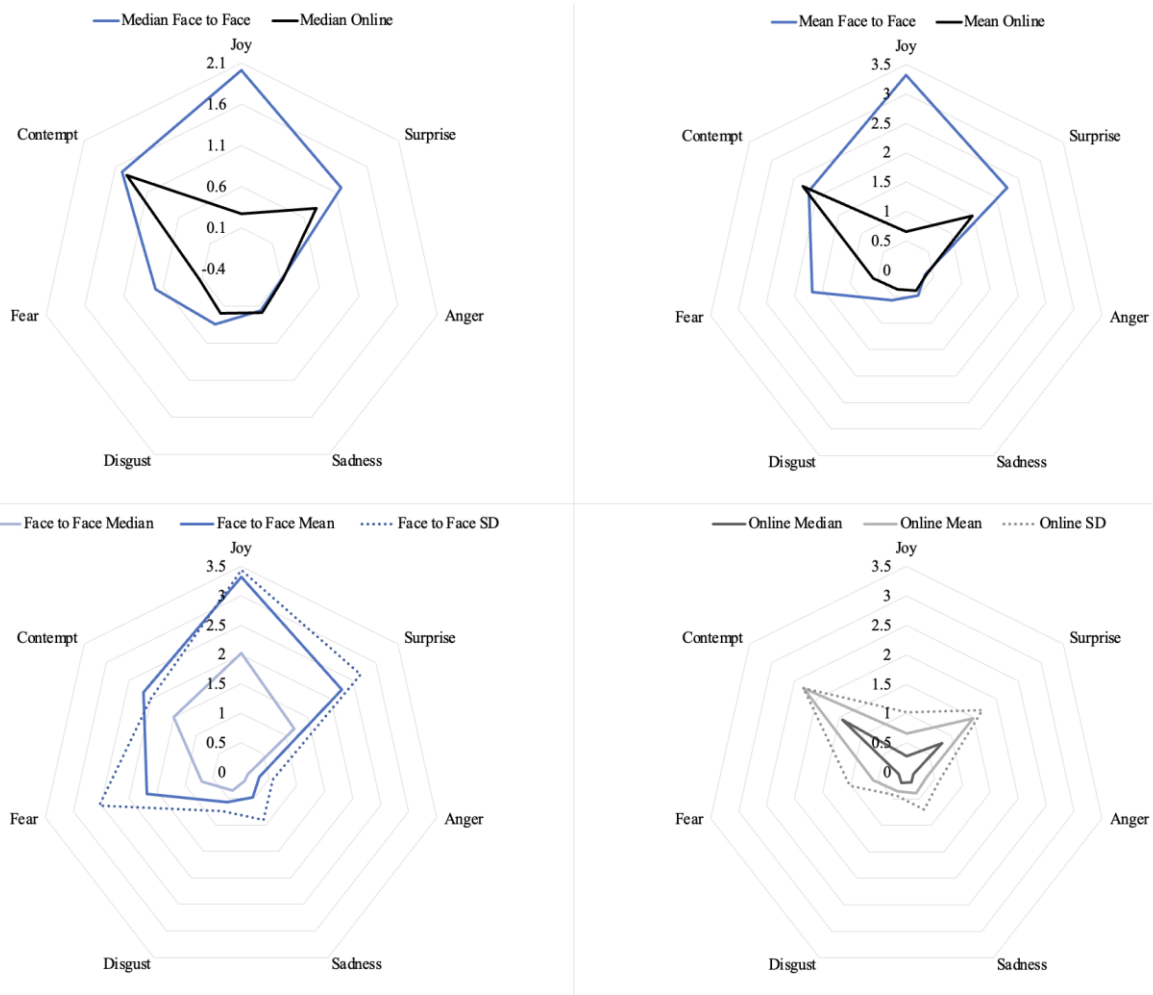 Median Face to Face Median Online
Joy
2.1
1.6
1.1
0.6
0.1
-0.4
Surprise
Anger
Sadness
Disgust
Fear
Contempt
Mean Face to Face Mean Online
Joy
3.5
3
2.5
2
1.5
1
0.5
0
Surprise
Anger
Sadness
Disgust
Fear
Contempt
Face to Face Median Face to Face Mean Face to Face SD
Joy
3.5
3
2.5
2
1.5
1
0.5
0
Surprise
Anger
Sadness
Disgust
Fear
Contempt
Online Median Online Mean Online SD
Joy
3.5
3
2.5
2
1.5
1
0.5
0
Surprise
Anger
Sadness
Disgust
Fear
Contempt